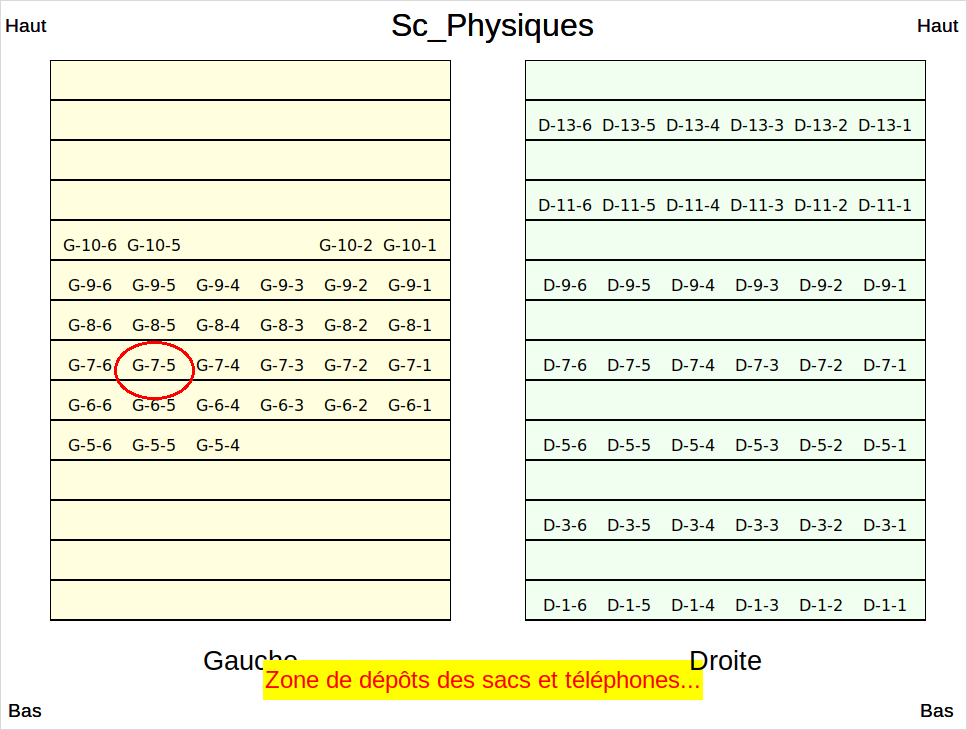 Sc_Physiques
Haut Haut
D-13-6 D-13-5 D-13-4 D-13-3 D-13-2 D-13-1
D-11-6 D-11-5 D-11-4 D-11-3 D-11-2 D-11-1
G-10-6 G-10-5 G-10-2 G-10-1
G-9-6 G-9-5 G-9-4 G-9-3 G-9-2 G-9-1 D-9-6 D-9-5 D-9-4 D-9-3 D-9-2 D-9-1
G-8-6 G-8-5 G-8-4 G-8-3 G-8-2 G-8-1
G-7-6 G-7-5 G-7-4 G-7-3 G-7-2 G-7-1 D-7-6 D-7-5 D-7-4 D-7-3 D-7-2 D-7-1
G-6-6 G-6-5 G-6-4 G-6-3 G-6-2 G-6-1
G-5-6 G-5-5 G-5-4 D-5-6 D-5-5 D-5-4 D-5-3 D-5-2 D-5-1
D-3-6 D-3-5 D-3-4 D-3-3 D-3-2 D-3-1
D-1-6 D-1-5 D-1-4 D-1-3 D-1-2 D-1-1
Gauche Droite
Zone de dépôts des sacs et téléphones...
Bas Bas